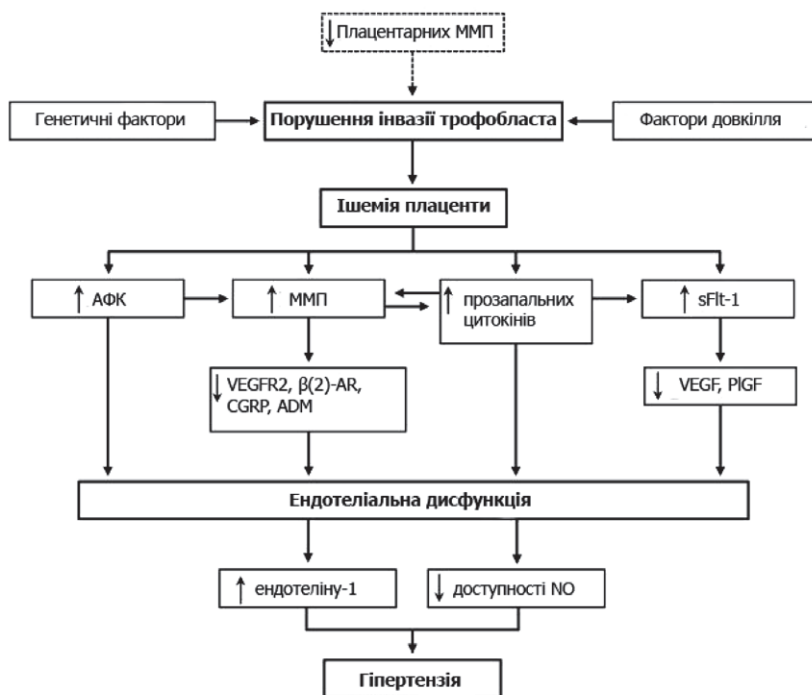 ↓ Плацентарних ММП
Генетичні фактори
Порушення інвазії трофобласта
Фактори довкілля
Ішемія плаценти
↑ АФК
↑ ММП
↑ прозапальних
цитокінів
↑ sFlt-1
↓ VEGFR2, β(2)-AR,
CGRP, ADM
↓ VEGF, PlGF
Ендотеліальна дисфункція
↑ ендотеліну-1
↓ доступності NO
Гіпертензія